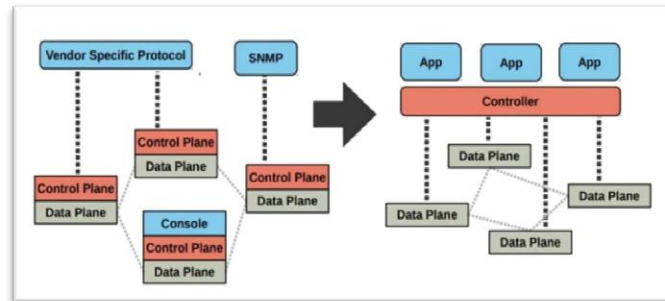 Vendor Specific Protocol
SNMP
Control Plane
Data Plane
Control Plane
Data Plane
Control Plane
Data Plane
Console
Control Plane
Data Plane
App
App
App
Controller
Data Plane
Data Plane
Data Plane
Data Plane